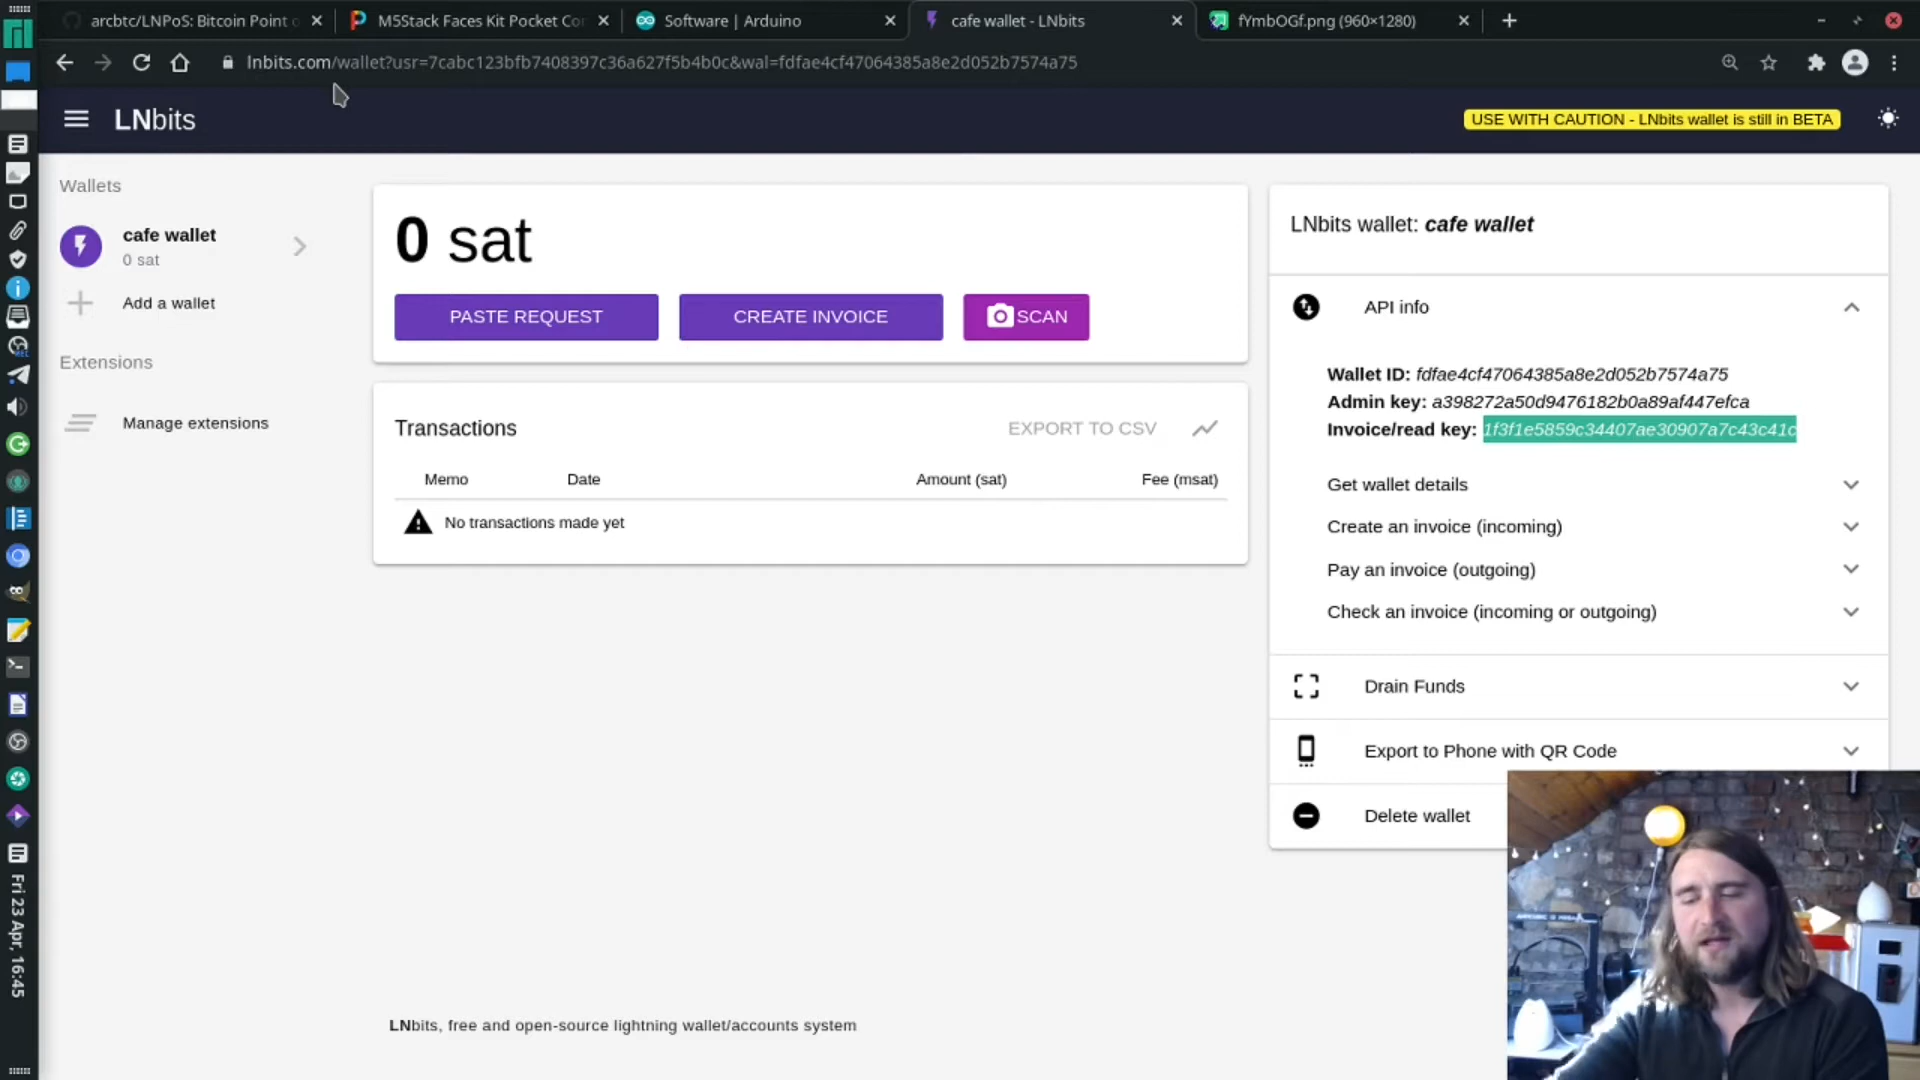 arcbtc/LNPoS: Bitcoin Point o
M5Stack Faces Kit Pocket Cor
Software | Arduino
cafe wallet - LNbits
fYmbOGf.png (960×1280)
lnbits.com/wallet?usr=7cabc123bfb7408397c36a627f5b4b0c&wal=fdfae4cf47064385a8e2d052b7574a75
LNbits
USE WITH CAUTION - LNbits wallet is still in BETA
Wallets
cafe wallet
0 sat
Add a wallet
Extensions
Manage extensions
0 sat
PASTE REQUEST
CREATE INVOICE
SCAN
Transactions
EXPORT TO CSV
Memo Date Amount (sat) Fee (msat)
No transactions made yet
LNbits wallet: cafe wallet
API info
Wallet ID: fdfae4cf47064385a8e2d052b7574a75
Admin key: a398272a50d9476182b0a89af447efca
Invoice/read key: 1f3f1e5859c34407ae30907a7c43c41c
Get wallet details
Create an invoice (incoming)
Pay an invoice (outgoing)
Check an invoice (incoming or outgoing)
Drain Funds
Export to Phone with QR Code
Delete wallet
LNbits, free and open-source lightning wallet/accounts system
Fri 23 Apr, 16:45